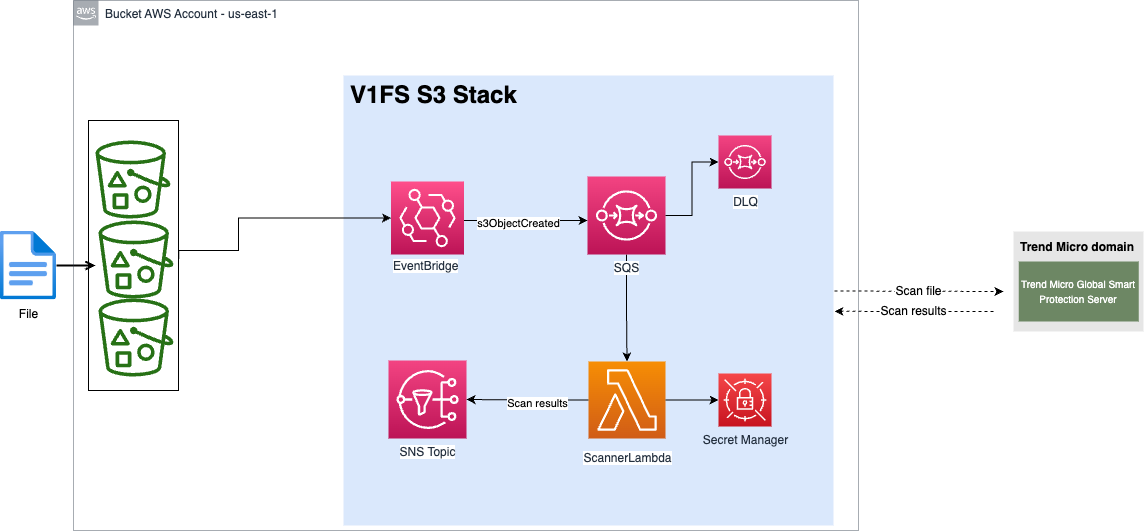 aws
Bucket AWS Account - us-east-1
V1FS S3 Stack
DLQ
s3ObjectCreated
EventBridge
SQS
File
Trend Micro domain
Trend Micro Global Smart
Protection Server
Scan file
Scan results
Scan results
SNS Topic
ScannerLambda
Secret Manager